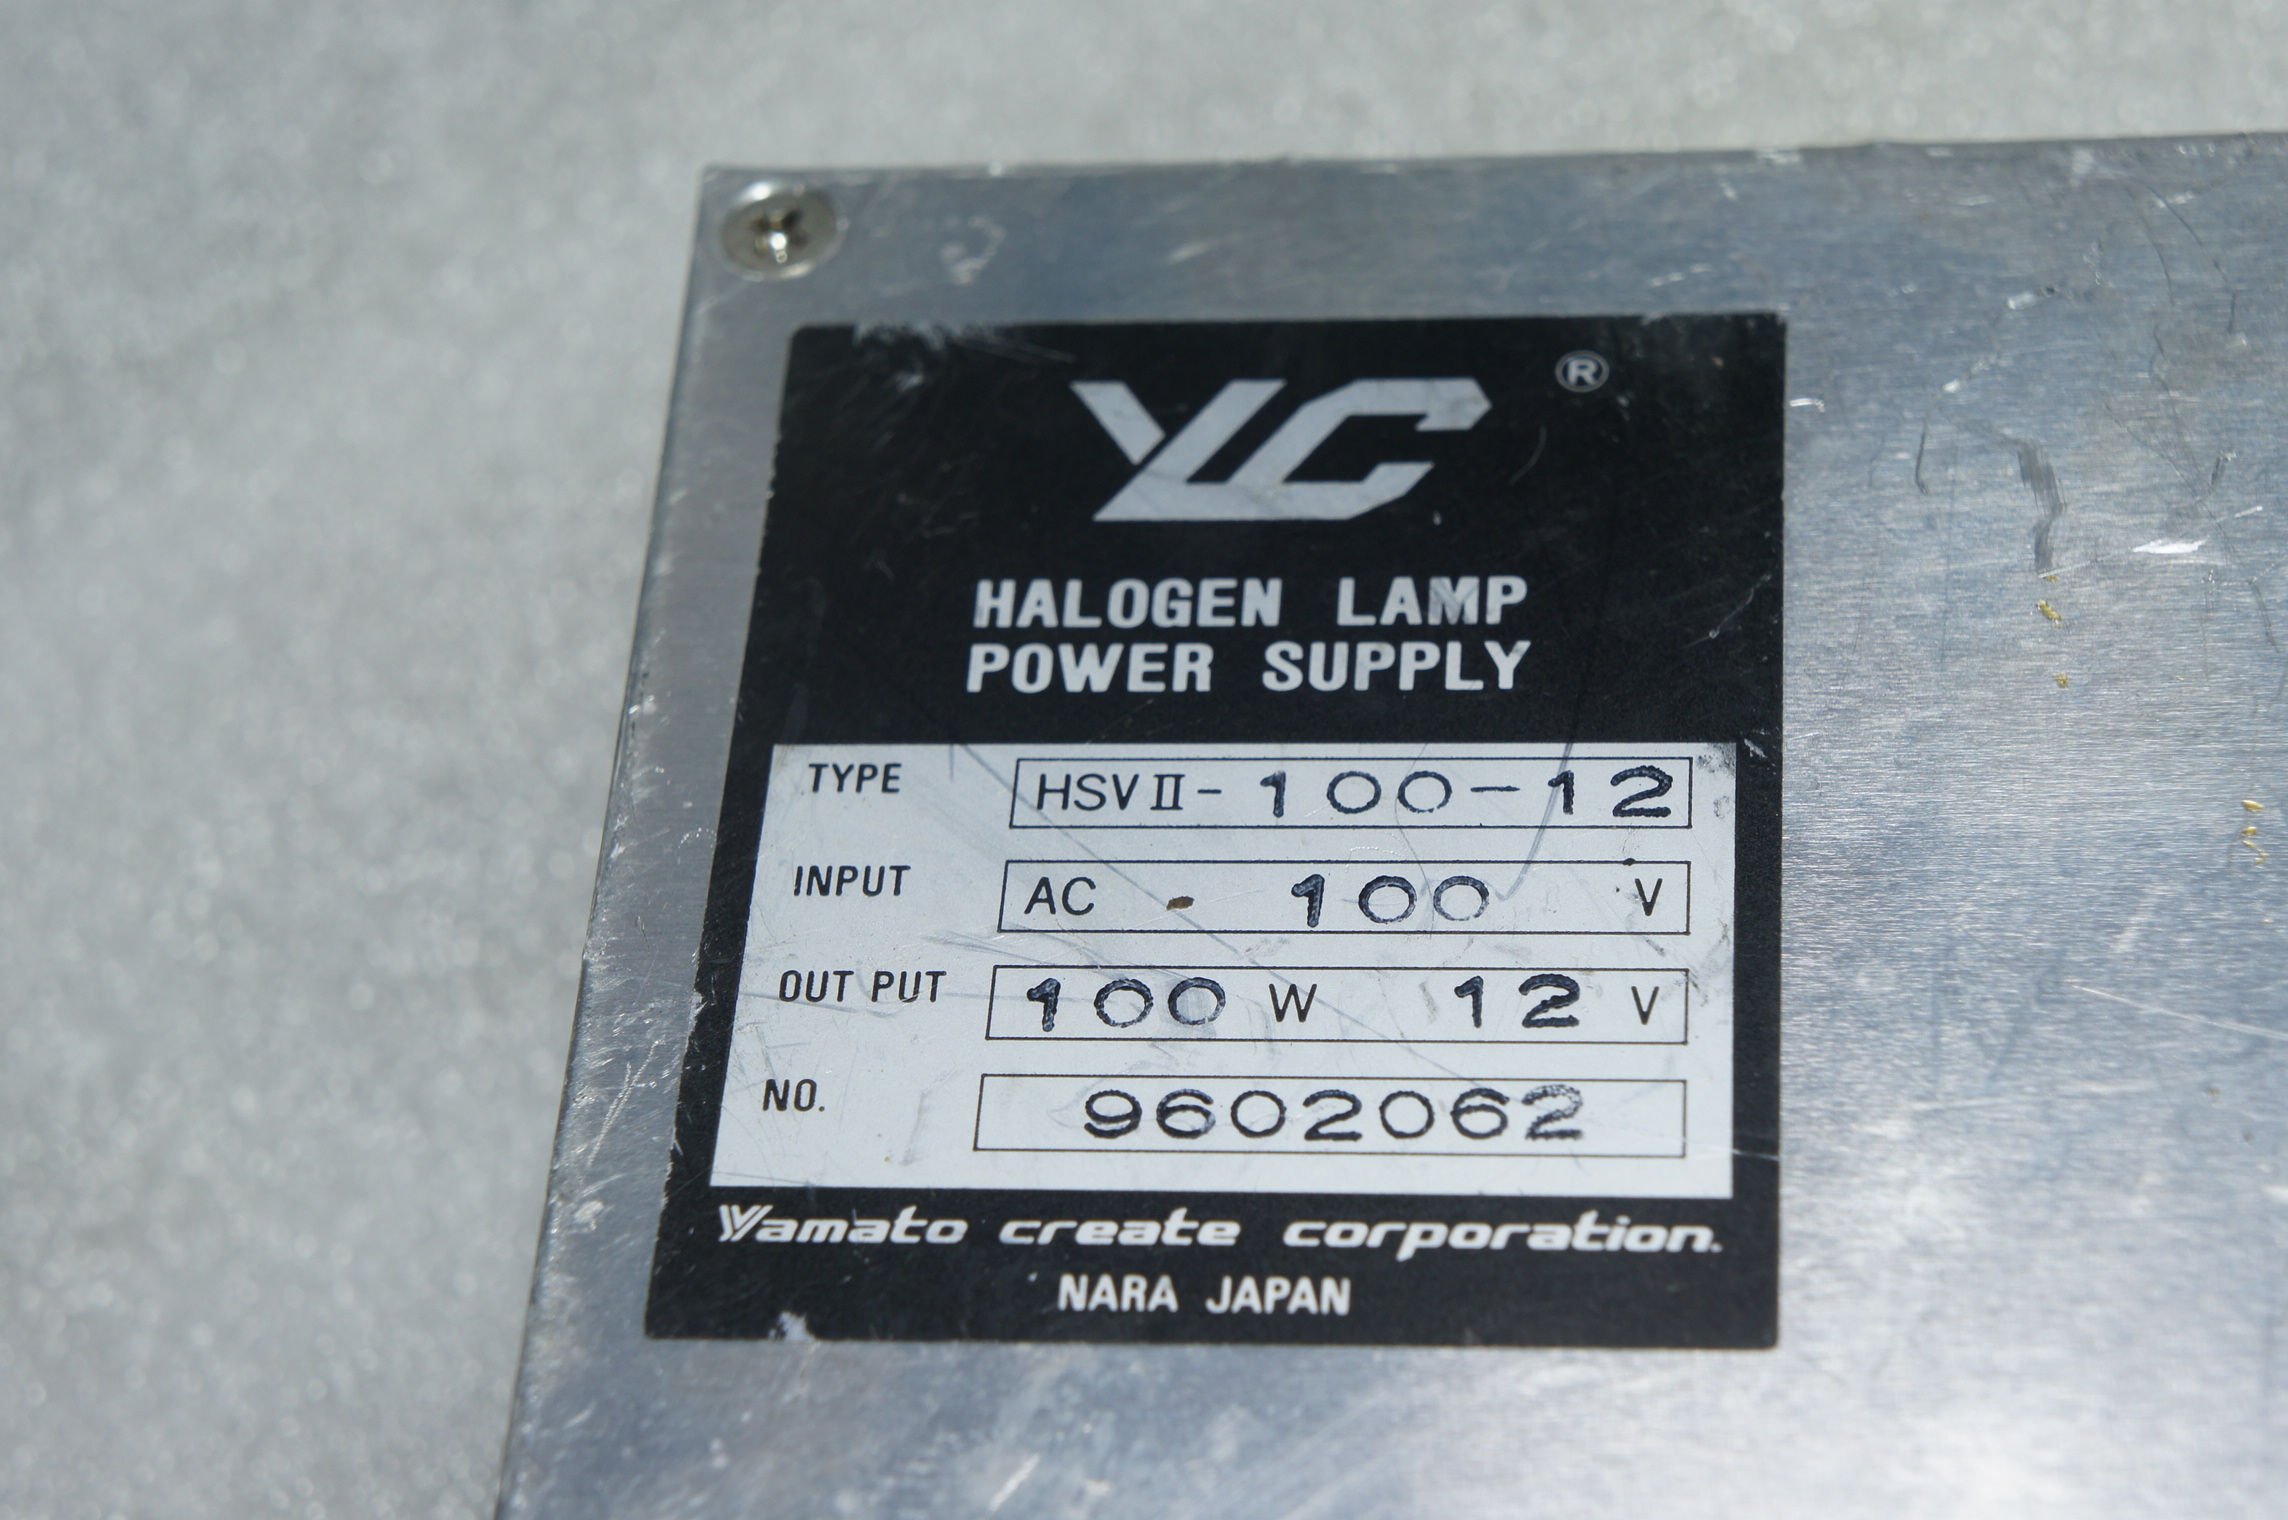 YC ®
HALOGEN LAMP
POWER SUPPLY
TYPE HSVⅡ-100-12
INPUT AC 100 V
OUT PUT 100 W 12 V
NO. 9602062
Yamato create corporation.
NARA JAPAN